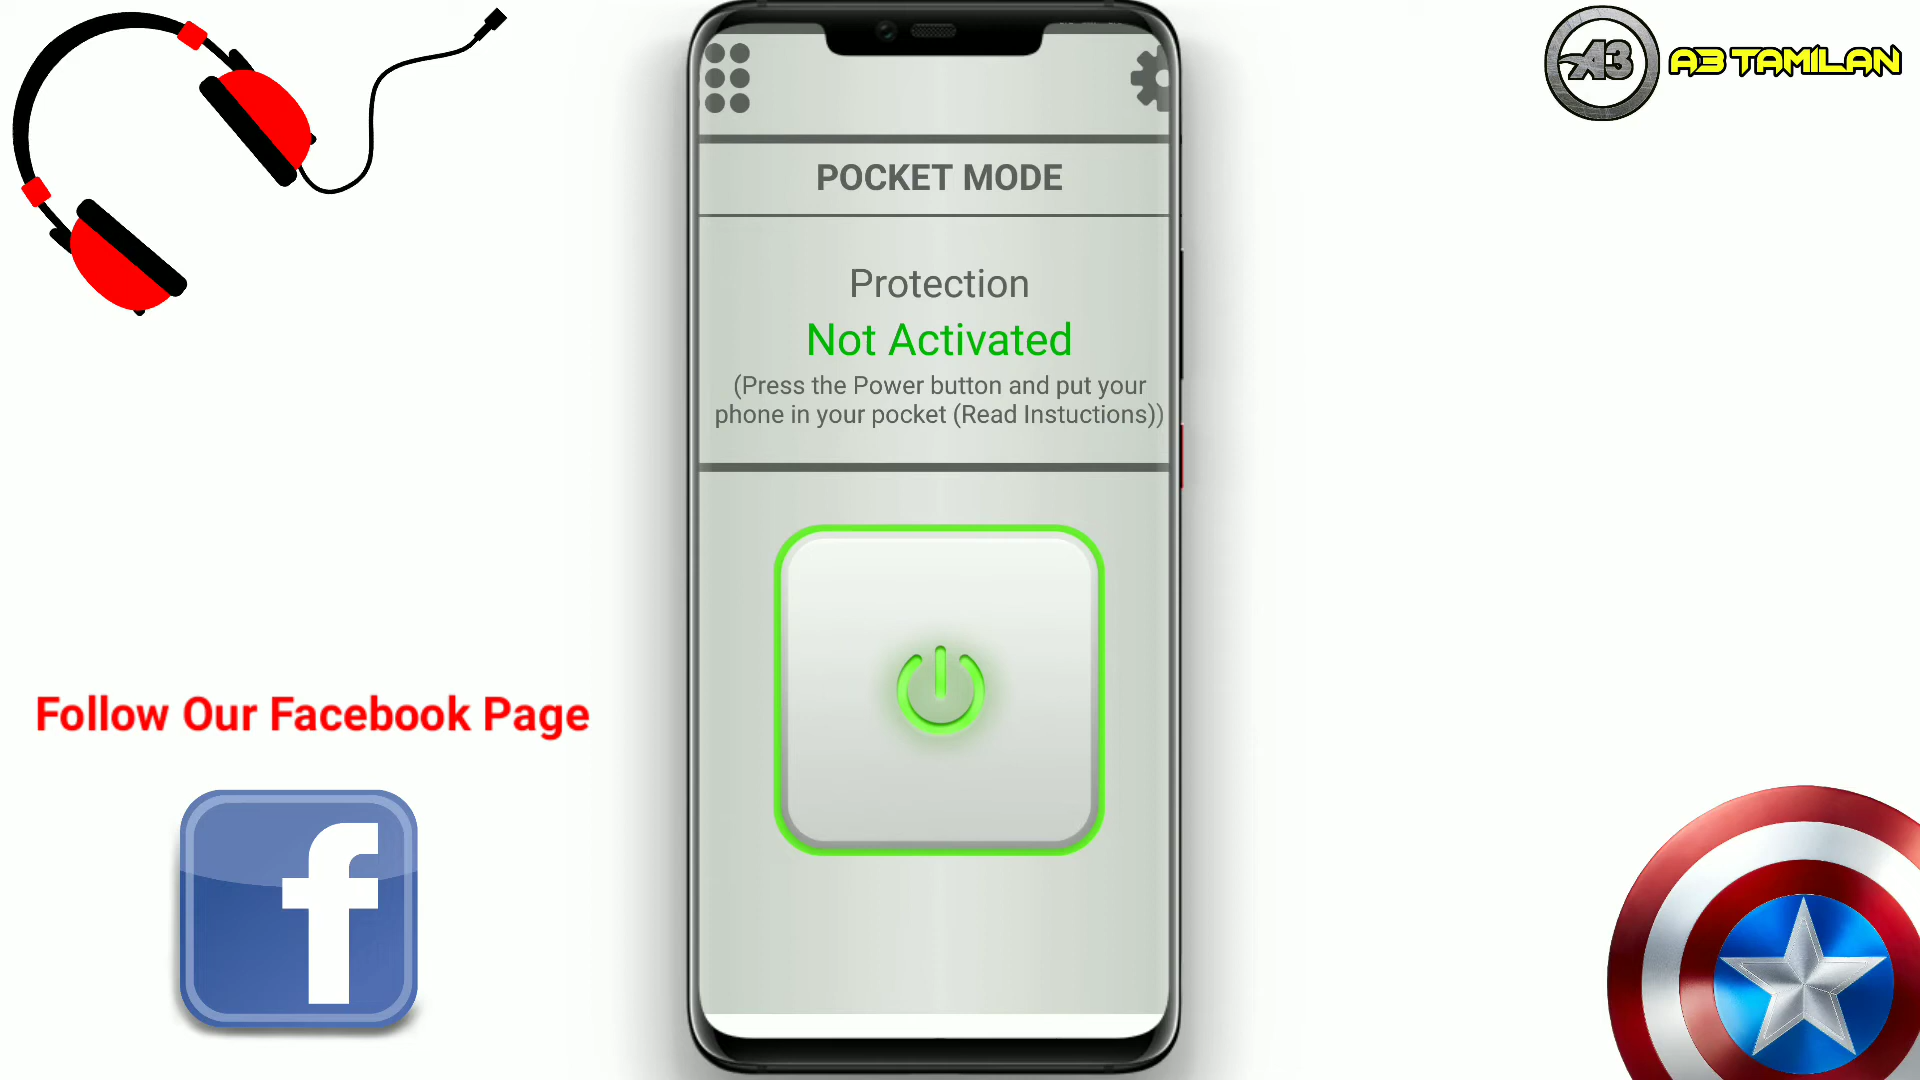 A3 A3 TAMILAN
POCKET MODE
Protection
Not Activated
(Press the Power button and put your
phone in your pocket (Read Instuctions))
Follow Our Facebook Page
f